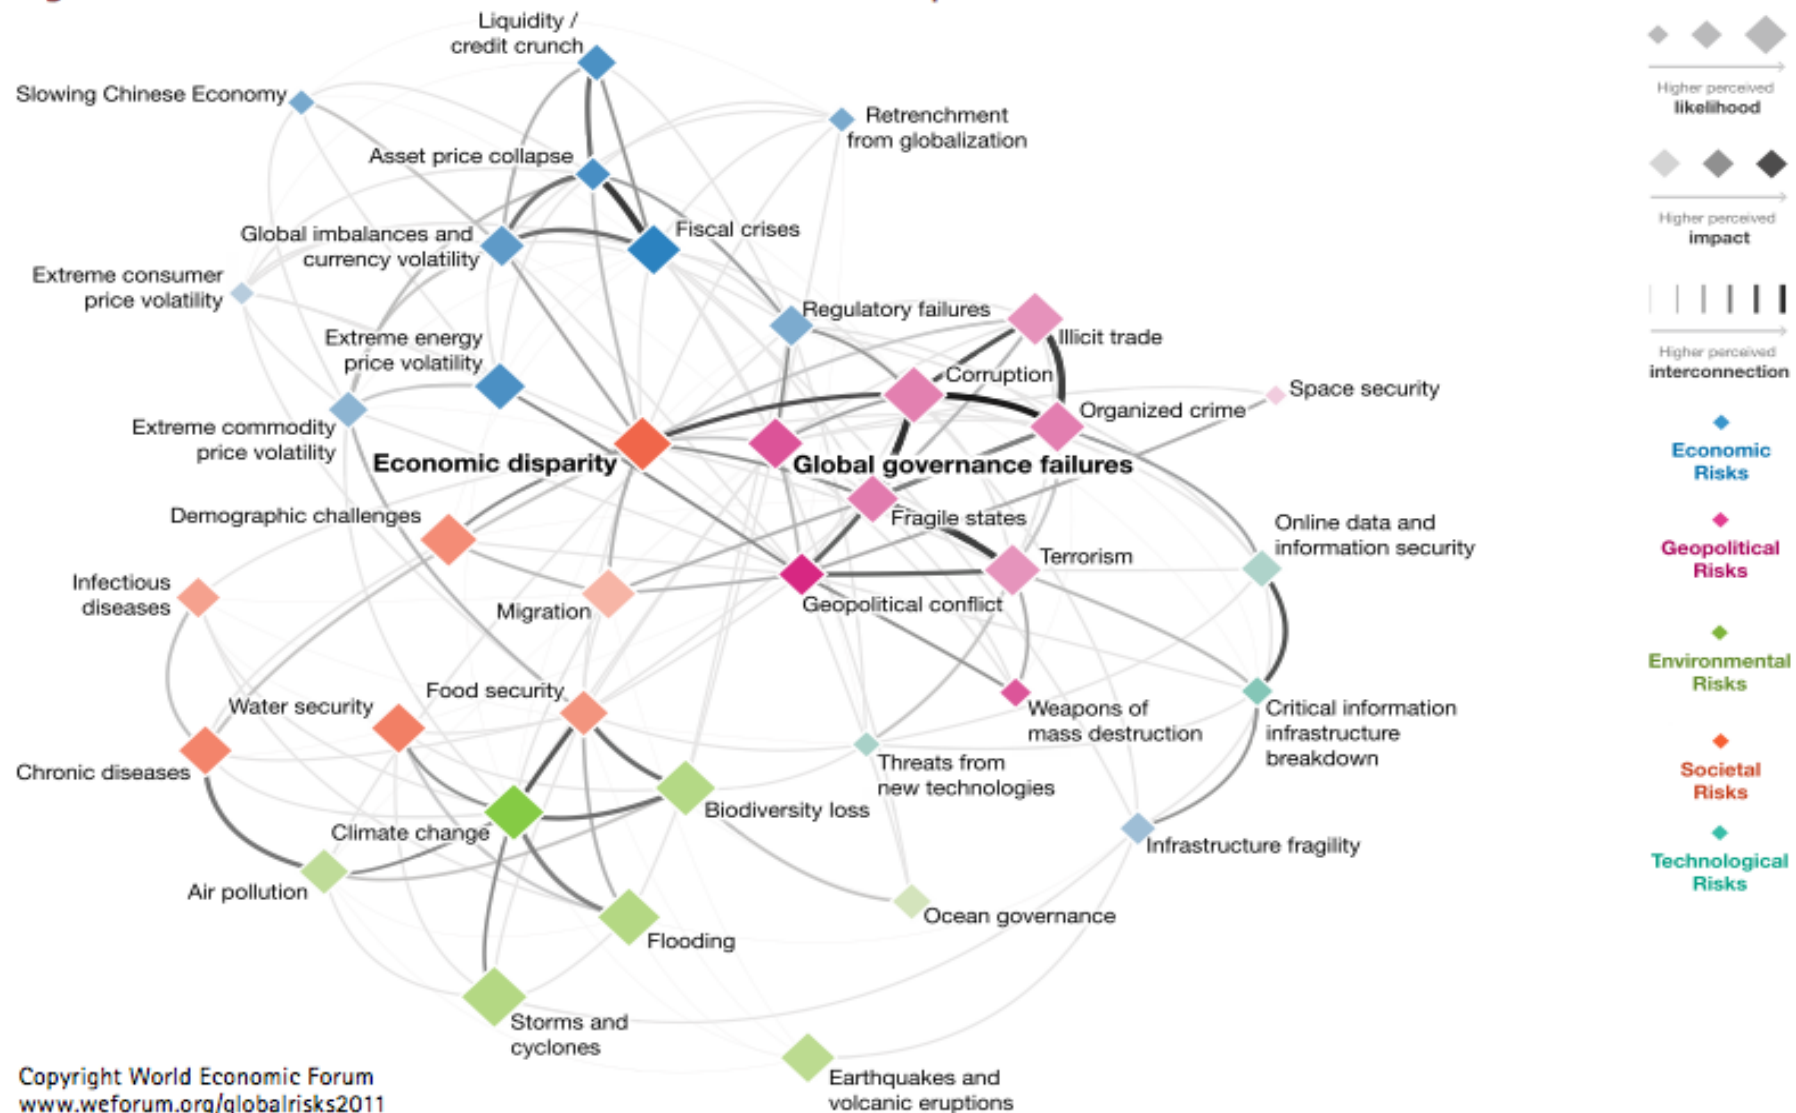 Liquidity /
credit crunch
Slowing Chinese Economy
Retrenchment
from globalization
Asset price collapse
Fiscal crises
Global imbalances and
currency volatility
Extreme consumer
price volatility
Regulatory failures
Illicit trade
Extreme energy
price volatility
Corruption
Space security
Organized crime
Extreme commodity
price volatility
Economic disparity
Global governance failures
Demographic challenges
Fragile states
Online data and
information security
Terrorism
Infectious
diseases
Migration
Geopolitical conflict
Food security
Water security
Weapons of
mass destruction
Critical information
infrastructure
breakdown
Chronic diseases
Threats from
new technologies
Biodiversity loss
Climate change
Infrastructure fragility
Air pollution
Ocean governance
Flooding
Storms and
cyclones
Earthquakes and
volcanic eruptions
Higher perceived
likelihood
Higher perceived
impact
Higher perceived
interconnection
Economic
Risks
Geopolitical
Risks
Environmental
Risks
Societal
Risks
Technological
Risks
Copyright World Economic Forum
www.weforum.org/globalrisks2011